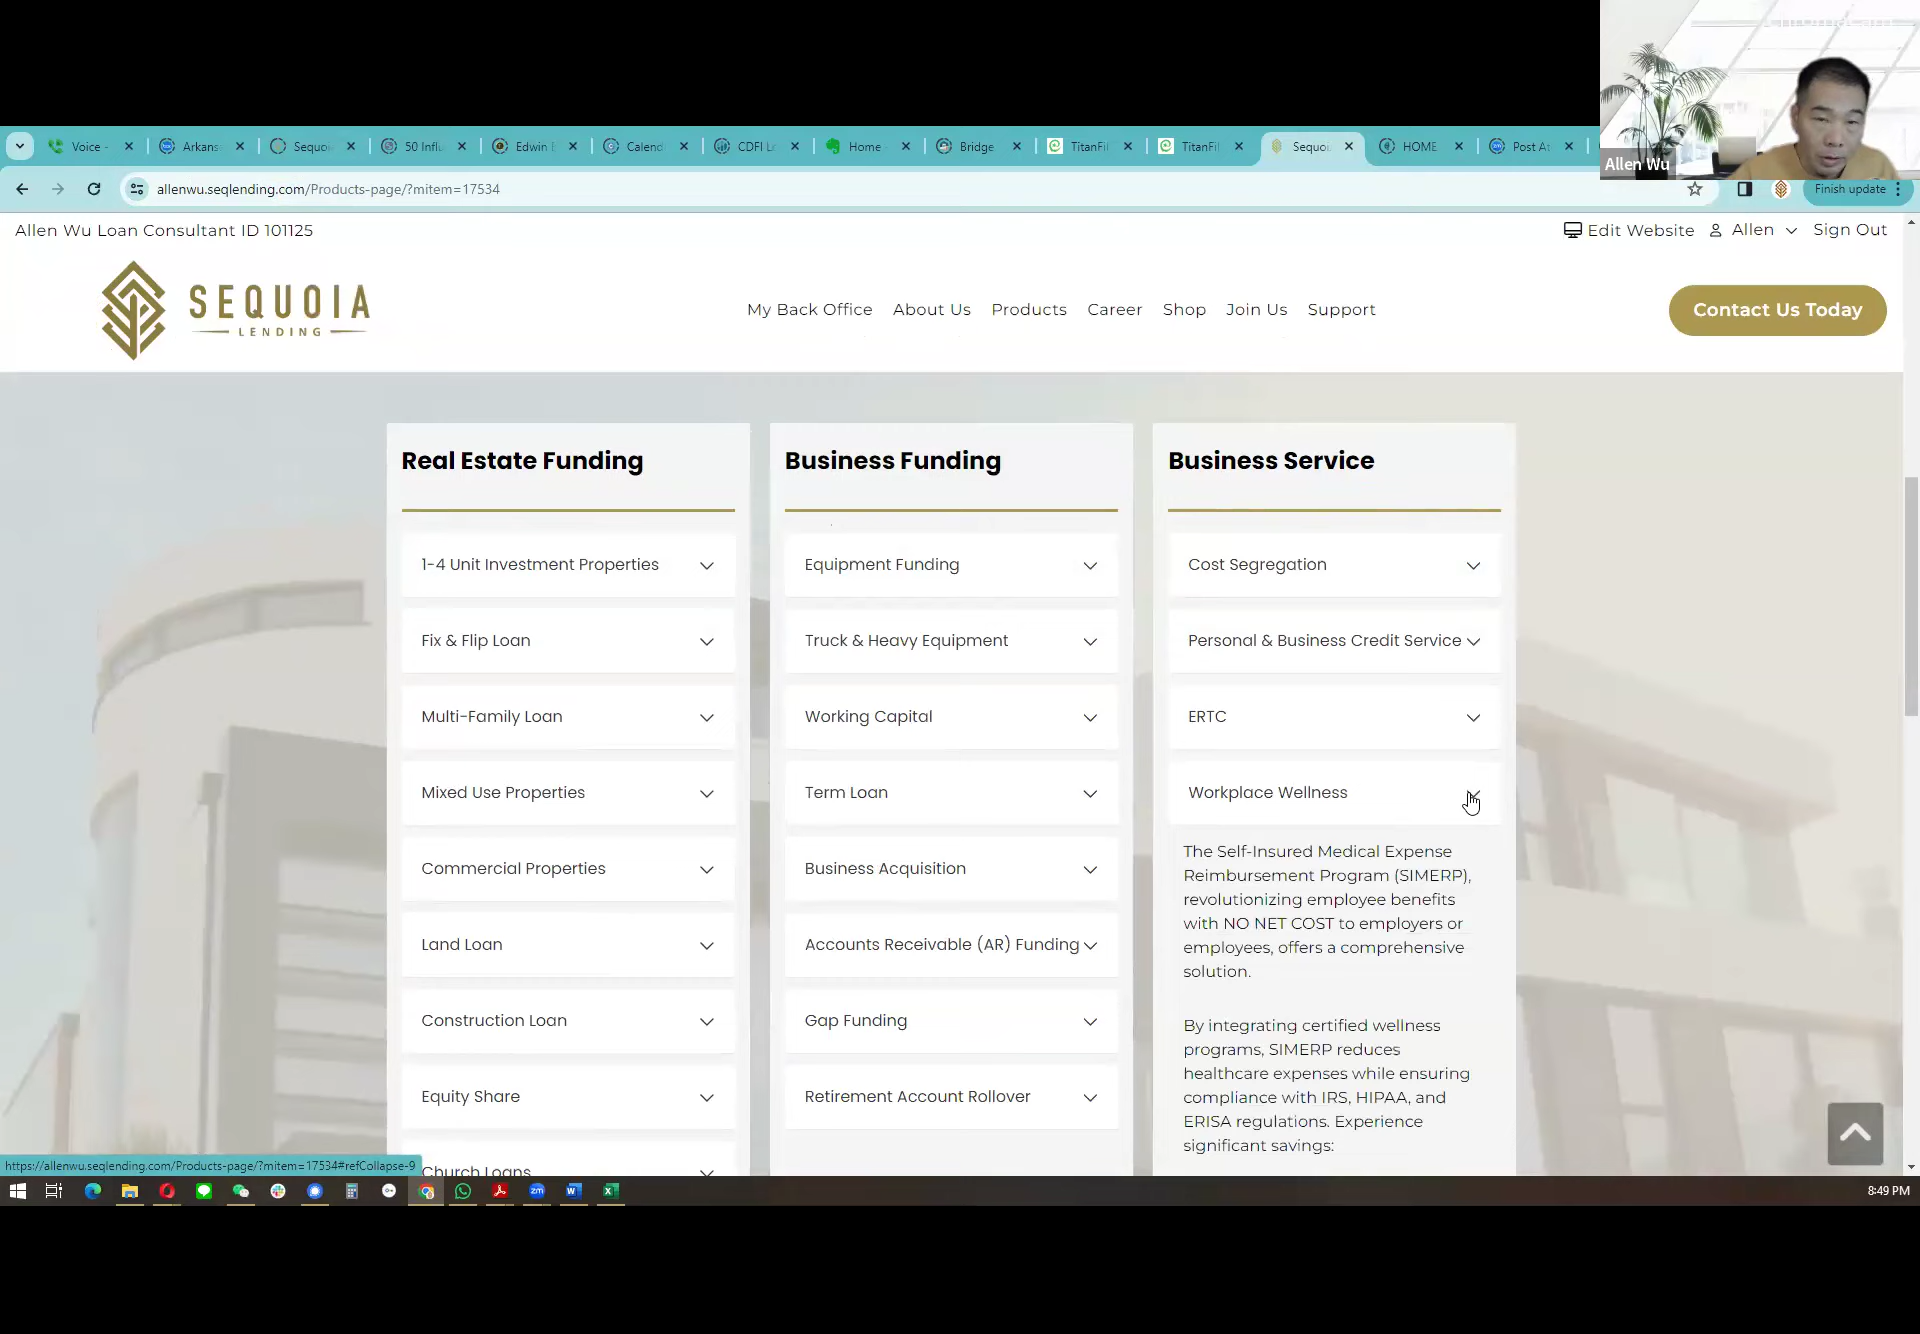 Voice -
Arkans
Sequoi
50 Influ
Edwin E
Calend
CDFI L
Home -
Bridge
TitanFil
TitanFil
Sequoi
HOME
Post At
Allen Wu
allenwu.seqlending.com/Products-page/?mitem=17534
Finish update
Allen Wu Loan Consultant ID 101125
Edit Website
Allen
Sign Out
SEQUOIA
LENDING
My Back Office
About Us
Products
Career
Shop
Join Us
Support
Contact Us Today
Real Estate Funding
1-4 Unit Investment Properties
Fix & Flip Loan
Multi-Family Loan
Mixed Use Properties
Commercial Properties
Land Loan
Construction Loan
Equity Share
Church Loans
Business Funding
Equipment Funding
Truck & Heavy Equipment
Working Capital
Term Loan
Business Acquisition
Accounts Receivable (AR) Funding
Gap Funding
Retirement Account Rollover
Business Service
Cost Segregation
Personal & Business Credit Service
ERTC
Workplace Wellness
The Self-Insured Medical Expense
Reimbursement Program (SIMERP),
revolutionizing employee benefits
with NO NET COST to employers or
employees, offers a comprehensive
solution.
By integrating certified wellness
programs, SIMERP reduces
healthcare expenses while ensuring
compliance with IRS, HIPAA, and
ERISA regulations. Experience
significant savings:
https://allenwu.seqlending.com/Products-page/?mitem=17534#refCollapse-9
8:49 PM